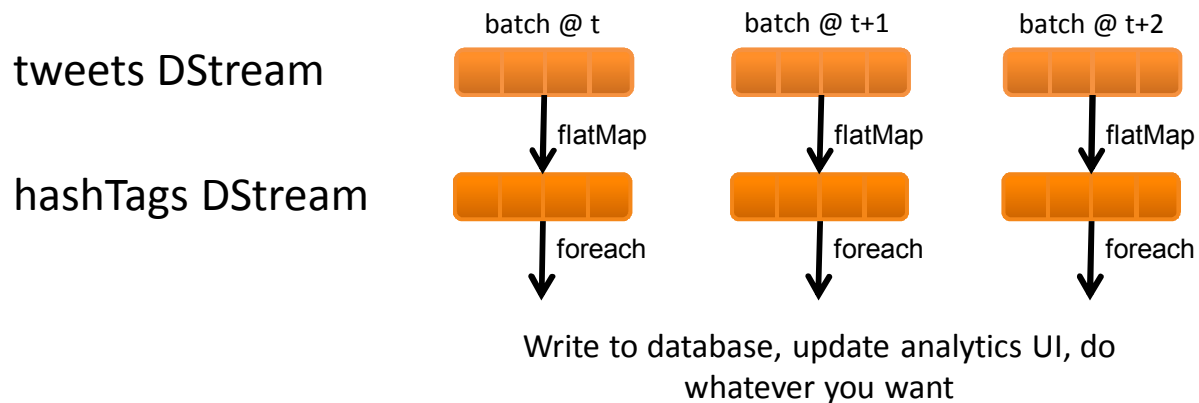 batch @ t
batch @ t+1
batch @ t+2
tweets DStream
flatMap
flatMap
flatMap
hashTags DStream
foreach
foreach
foreach
Write to database, update analytics UI, do
whatever you want